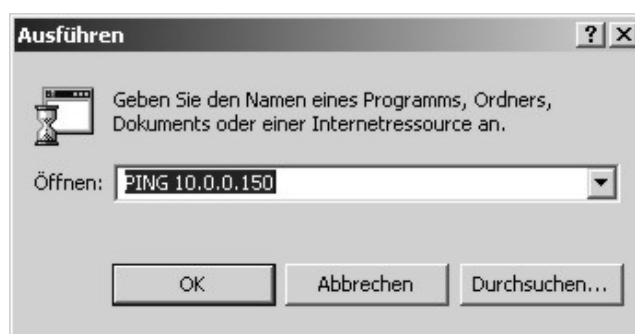 Ausführen
Geben Sie den Namen eines Programms, Ordners,
Dokuments oder einer Internetressource an.
Öffnen: PING 10.0.0.150
OK Abbrechen Durchsuchen...